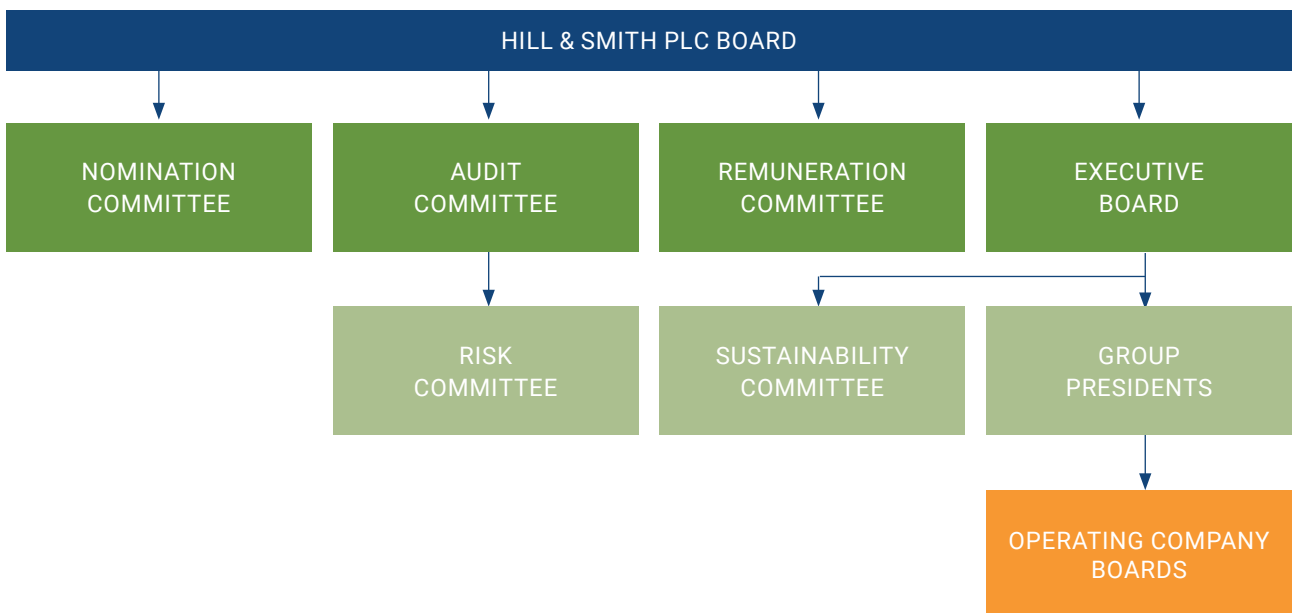 HILL & SMITH PLC BOARD
NOMINATION
COMMITTEE
AUDIT
COMMITTEE
REMUNERATION
COMMITTEE
EXECUTIVE
BOARD
RISK
COMMITTEE
SUSTAINABILITY
COMMITTEE
GROUP
PRESIDENTS
OPERATING COMPANY
BOARDS